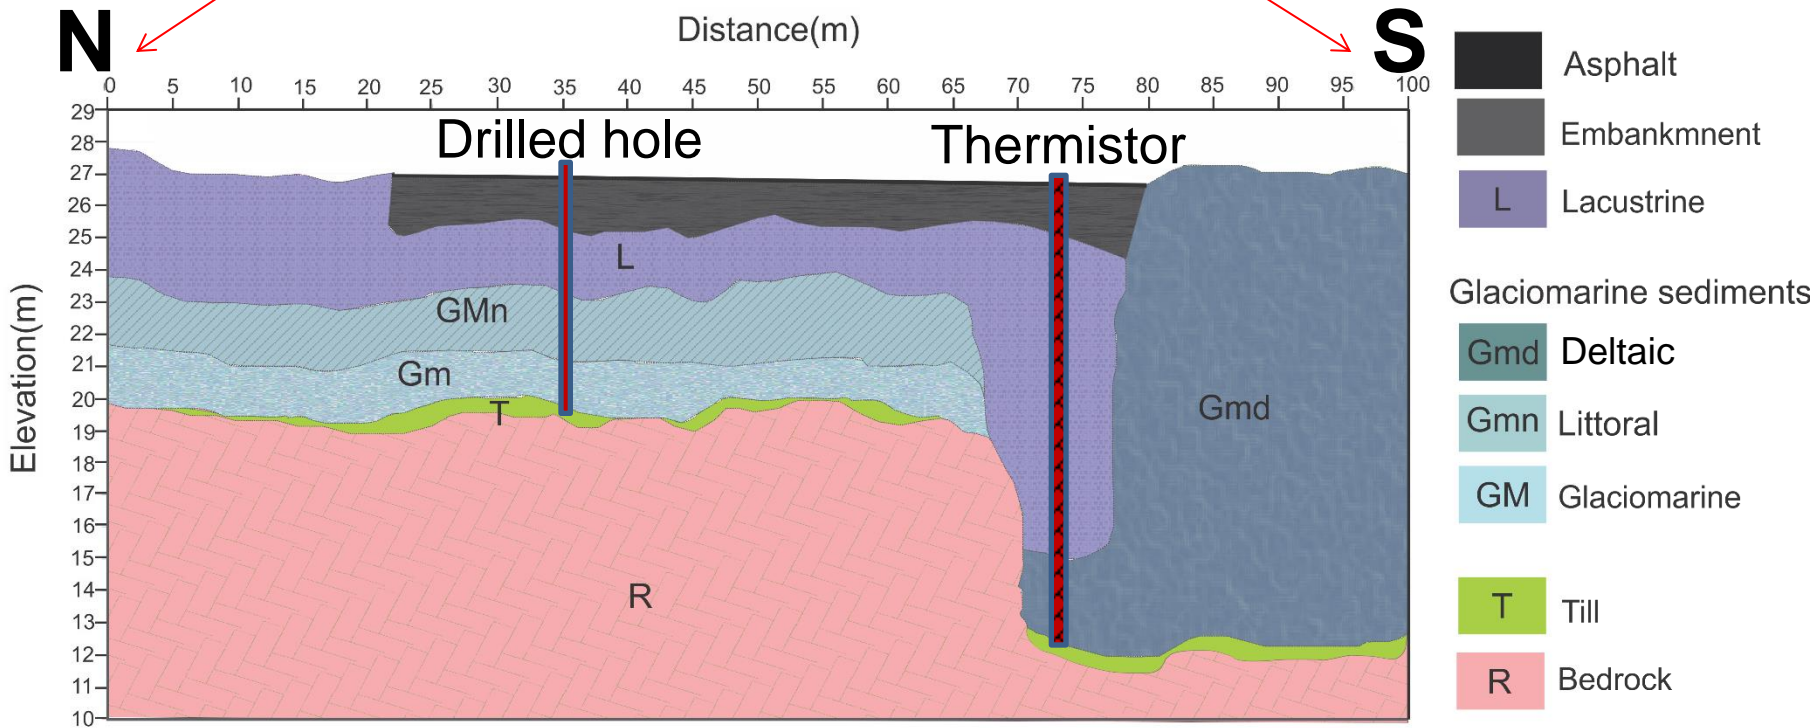 N
Distance(m)
S
0 5 10 15 20 25 30 35 40 45 50 55 60 65 70 75 80 85 90 95 100
Elevation(m)
29
28
27
26
25
24
23
22
21
20
19
18
17
16
15
14
13
12
11
10
Drilled hole
Thermistor
L
GMn
Gm
T
Gmd
R
Asphalt
Embankmnent
L Lacustrine
Glaciomarine sediments
Gmd Deltaic
Gmn Littoral
GM Glaciomarine
T Till
R Bedrock